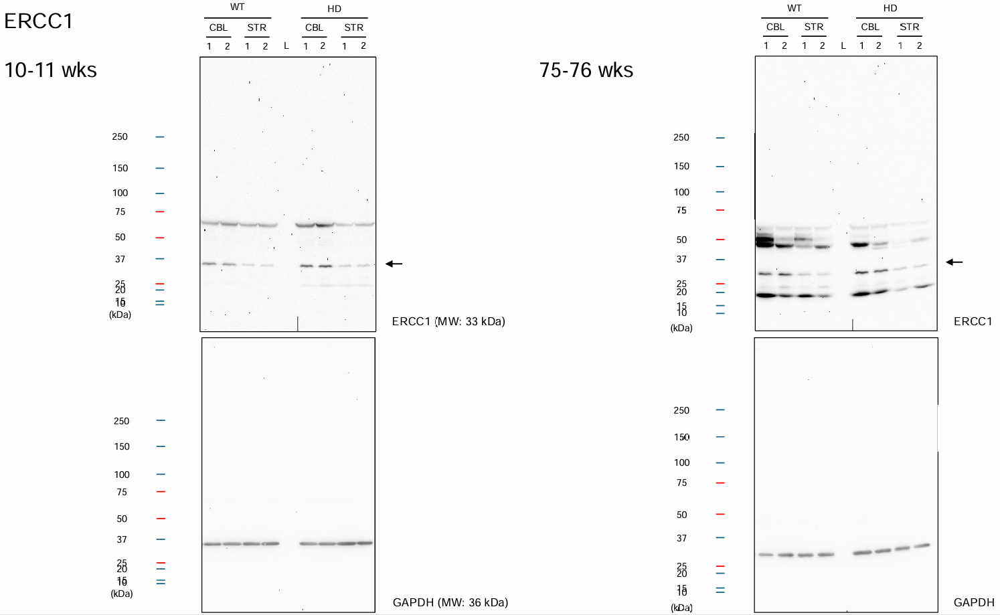 ERCC1
10-11 wks
WT HD
CBL STR CBL STR
1 2 1 2 L 1 2 1 2
250
150
100
75
50
37
25
20
15
10
(kDa)
ERCC1 (MW: 33 kDa)
250
150
100
75
50
37
25
20
15
10
(kDa)
GAPDH (MW: 36 kDa)
75-76 wks
WT HD
CBL STR CBL STR
1 2 1 2 L 1 2 1 2
250
150
100
75
50
37
25
20
15
10
(kDa)
ERCC1
250
150
100
75
50
37
25
20
15
10
(kDa)
GAPDH